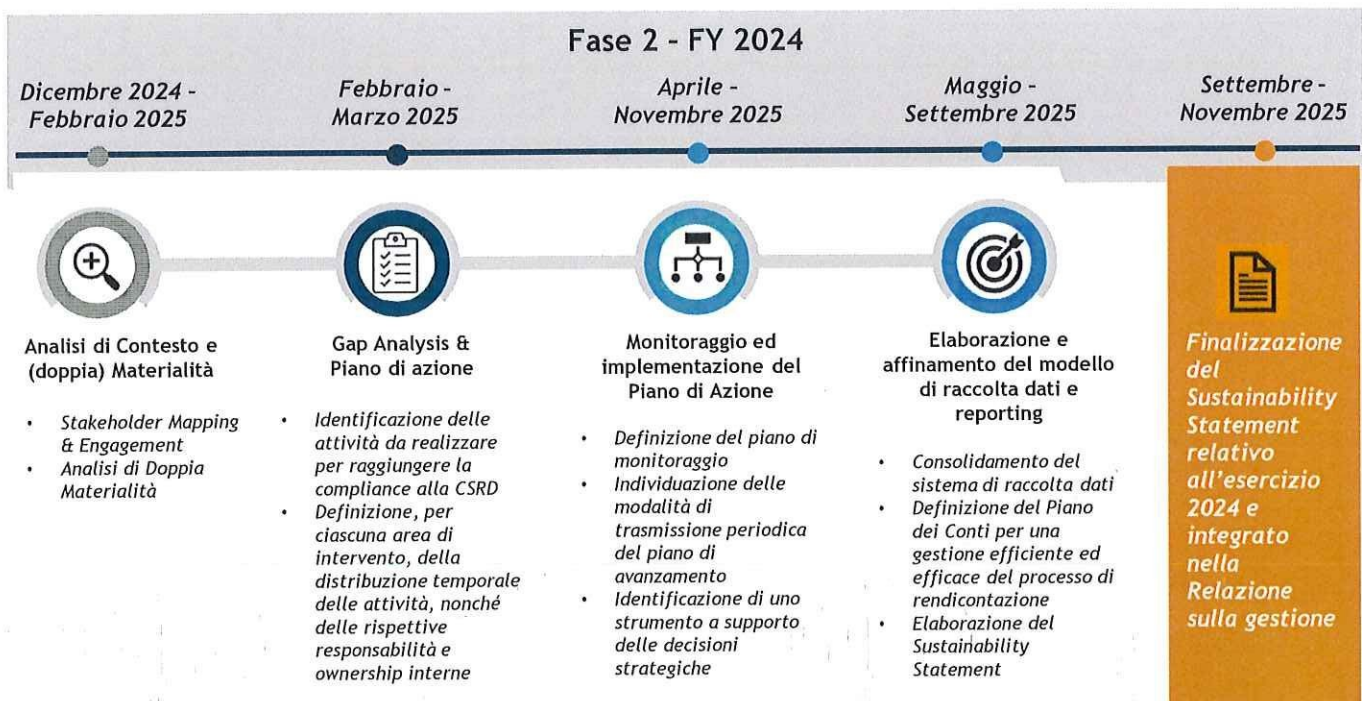 Fase 2 - FY 2024
Dicembre 2024 -
Febbraio 2025
Febbraio -
Marzo 2025
Aprile -
Novembre 2025
Maggio -
Settembre 2025
Settembre -
Novembre 2025
Analisi di Contesto e
(doppia) Materialità
• Stakeholder Mapping
& Engagement
• Analisi di Doppia
Materialità
Gap Analysis &
Piano di azione
• Identificazione delle
attività da realizzare
per raggiungere la
compliance alla CSRD
• Definizione, per
ciascuna area di
intervento, della
distribuzione temporale
delle attività, nonché
delle rispettive
responsabilità e
ownership interne
Monitoraggio ed
implementazione del
Piano di Azione
• Definizione del piano di
monitoraggio
• Individuazione delle
modalità di
trasmissione periodica
del piano di
avanzamento
• Identificazione di uno
strumento a supporto
delle decisioni
strategiche
Elaborazione e
affinamento del modello
di raccolta dati e
reporting
• Consolidamento del
sistema di raccolta dati
• Definizione del Piano
dei Conti per una
gestione efficiente ed
efficace del processo di
rendicontazione
• Elaborazione del
Sustainability
Statement
Finalizzazione
del
Sustainability
Statement
relativo
all'esercizio
2024 e
integrato
nella
Relazione
sulla gestione